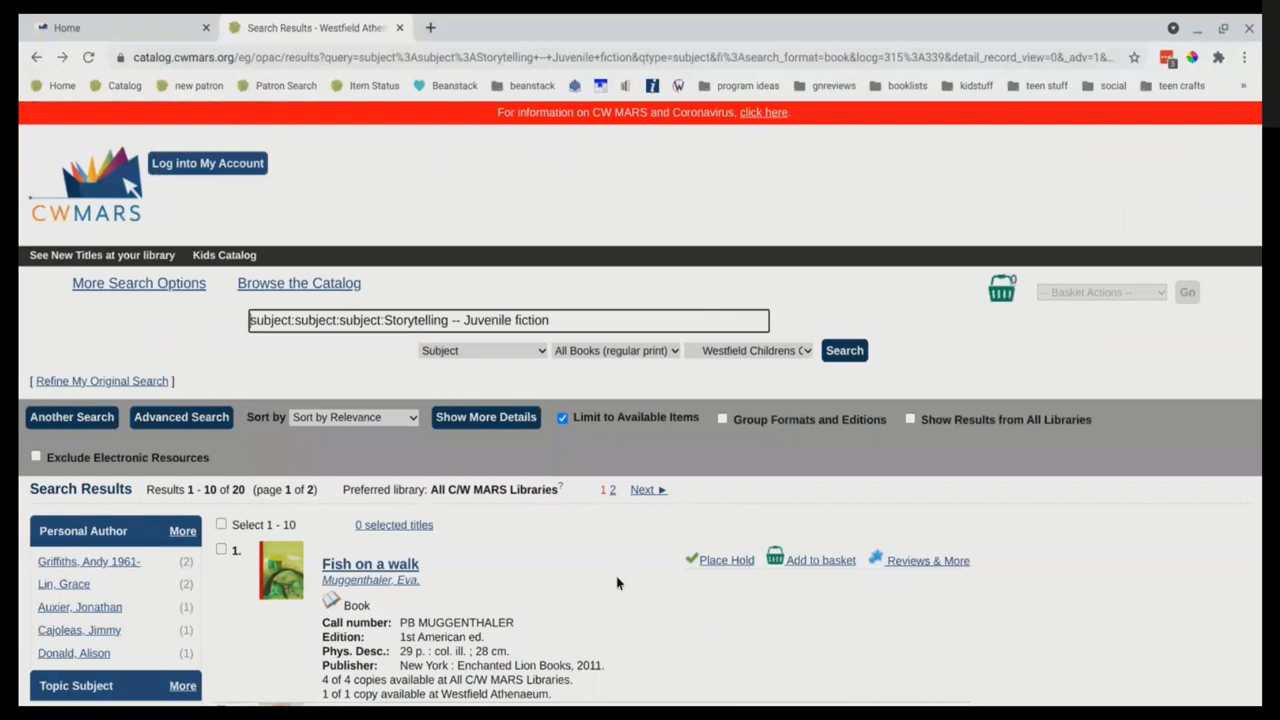 Home
Search Results - Westfield Athen
catalog.cwmars.org/eg/opac/results?query=subject%3Asubject%3AStorytelling+--+Juvenile+fiction&qtype=subject&fi%3Asearch_format=book&locg=315%3A339&detail_record_view=0&_adv=1&...
3
Home Catalog new patron Patron Search Item Status Beanstack beanstack program ideas gnreviews booklists kidstuff teen stuff social teen crafts »
For information on CW MARS and Coronavirus, click here.
Log into My Account
CWMARS
See New Titles at your library Kids Catalog
More Search Options Browse the Catalog
0
-- Basket Actions -- Go
subject:subject:subject:Storytelling -- Juvenile fiction
Subject All Books (regular print) Westfield Childrens C Search
[ Refine My Original Search ]
Another Search Advanced Search Sort by Sort by Relevance Show More Details Limit to Available Items Group Formats and Editions Show Results from All Libraries
Exclude Electronic Resources
Search Results Results 1 - 10 of 20 (page 1 of 2) Preferred library: All C/W MARS Libraries? 1 2 Next ►
Personal Author More
Griffiths, Andy 1961- (2)
Lin, Grace (2)
Auxier, Jonathan (1)
Cajoleas, Jimmy (1)
Donald, Alison (1)
Topic Subject More
Select 1 - 10 0 selected titles
1.
Fish on a walk
Muggenthaler, Eva.
Place Hold Add to basket Reviews & More
Book
Call number: PB MUGGENTHALER
Edition: 1st American ed.
Phys. Desc.: 29 p. : col. ill. ; 28 cm.
Publisher: New York : Enchanted Lion Books, 2011.
4 of 4 copies available at All C/W MARS Libraries.
1 of 1 copy available at Westfield Athenaeum.